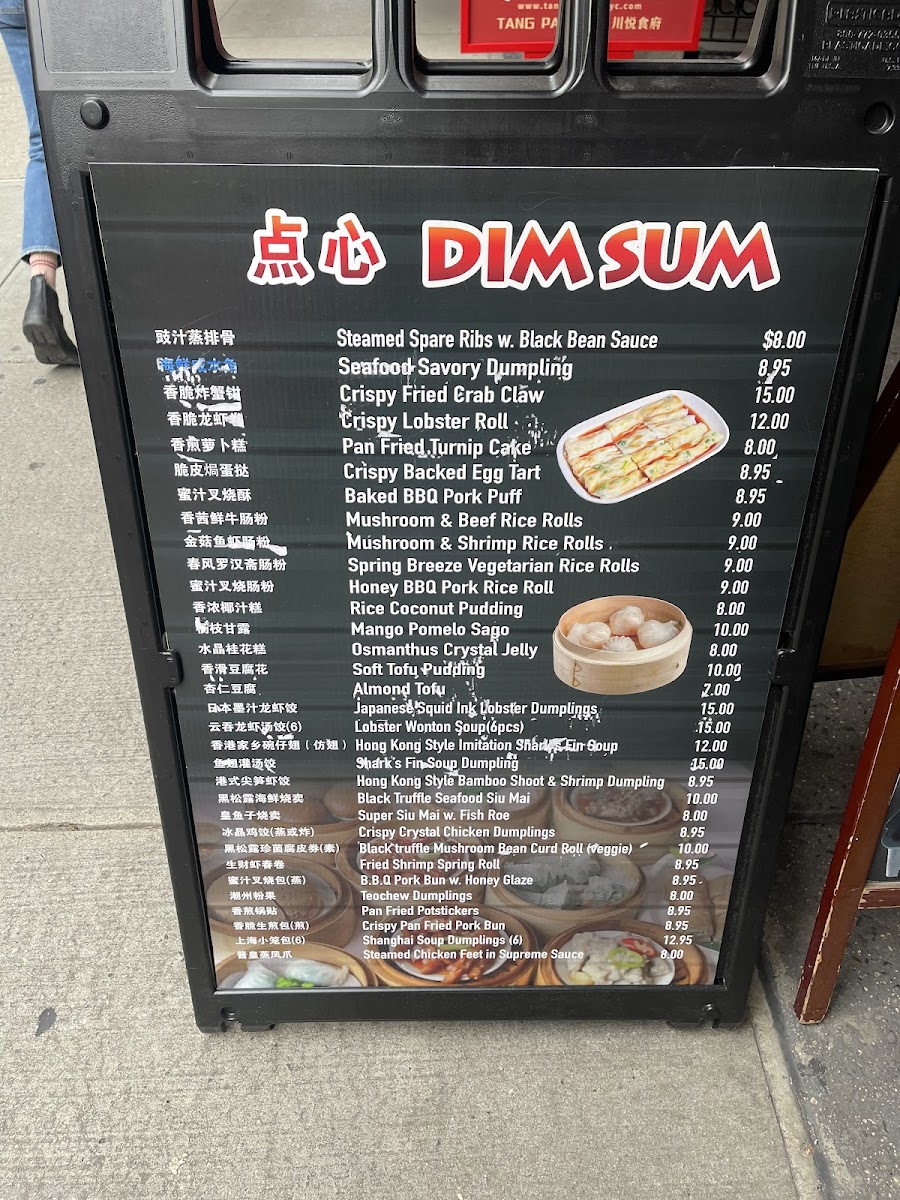 www.tan yc.com
TANG PA 川悦食府
点心 DIM SUM
豉汁蒸排骨 Steamed Spare Ribs w. Black Bean Sauce $8.00
海鲜咸水角 Seafood Savory Dumpling 8.95
香脆炸蟹钳 Crispy Fried Crab Claw 15.00
香脆龙虾 Crispy Lobster Roll 12.00
香煎萝卜糕 Pan Fried Turnip Cake 8.00
脆皮焗蛋挞 Crispy Backed Egg Tart 8.95
蜜汁叉烧酥 Baked BBQ Pork Puff 8.95
香茜鲜牛肠粉 Mushroom & Beef Rice Rolls 9.00
金菇鱼虾肠粉 Mushroom & Shrimp Rice Rolls 9.00
春风罗汉斋肠粉 Spring Breeze Vegetarian Rice Rolls 9.00
蜜汁叉烧肠粉 Honey BBQ Pork Rice Roll 9.00
香浓椰汁糕 Rice Coconut Pudding 8.00
杨枝甘露 Mango Pomelo Sago 10.00
水晶桂花糕 Osmanthus Crystal Jelly 8.00
香滑豆腐花 Soft Tofu Pudding 10.00
杏仁豆腐 Almond Tofu 7.00
日本墨汁龙虾饺 Japanese Squid Ink Lobster Dumplings 15.00
云吞龙虾汤饺(6) Lobster Wonton Soup(6pcs) 15.00
香港家乡碗仔翅（仿翅） Hong Kong Style Imitation Shark's Fin Soup 12.00
鱼翅灌汤饺 Shark's Fin Soup Dumpling 15.00
港式尖笋虾饺 Hong Kong Style Bamboo Shoot & Shrimp Dumpling 8.95
黑松露海鲜烧卖 Black Truffle Seafood Siu Mai 10.00
皇鱼子烧卖 Super Siu Mai w. Fish Roe 8.00
冰晶鸡饺(蒸或炸) Crispy Crystal Chicken Dumplings 8.95
黑松露珍菌腐皮券(素) Black truffle Mushroom Bean Curd Roll (veggie) 10.00
生财虾春卷 Fried Shrimp Spring Roll 8.95
蜜汁叉烧包(蒸) B.B.Q Pork Bun w. Honey Glaze 8.95
潮州粉果 Teochew Dumplings 8.00
香煎锅贴 Pan Fried Potstickers 8.95
香脆生煎包(煎) Crispy Pan Fried Pork Bun 8.95
上海小笼包(6) Shanghai Soup Dumplings (6) 12.95
酱皇蒸凤爪 Steamed Chicken Feet in Supreme Sauce 8.00